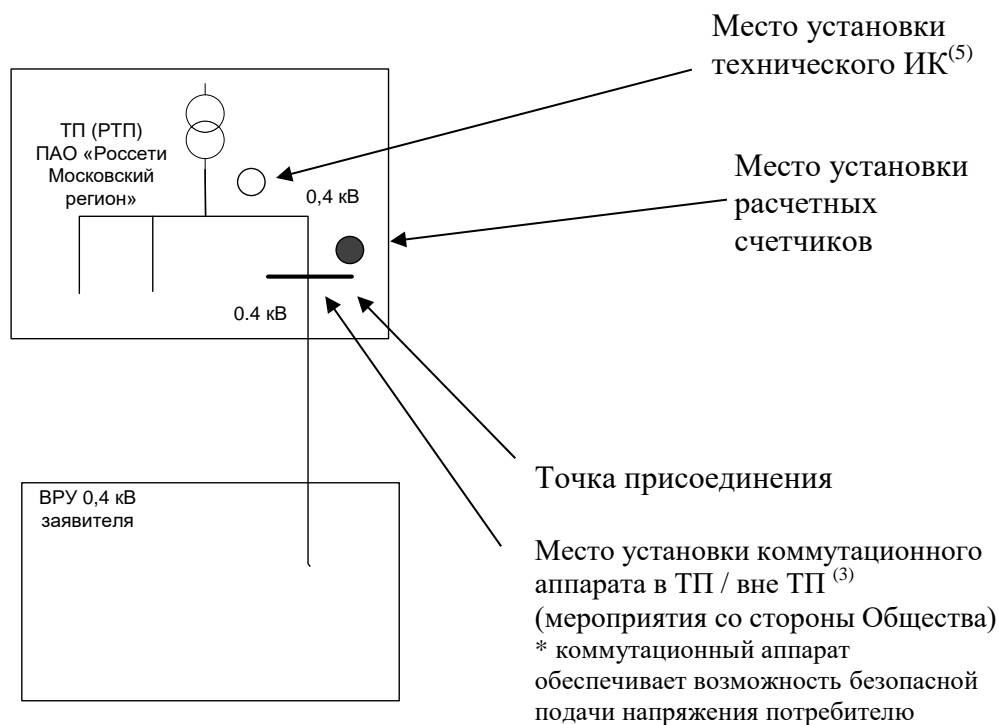 Место установки
технического ИК(5)
ТП (РТП)
ПАО «Россети
Московский
регион»
0,4 кВ
Место установки
расчетных
счетчиков
0.4 кВ
Точка присоединения
ВРУ 0,4 кВ
заявителя
Место установки коммутационного
аппарата в ТП / вне ТП (3)
(мероприятия со стороны Общества)
* коммутационный аппарат
обеспечивает возможность безопасной
подачи напряжения потребителю